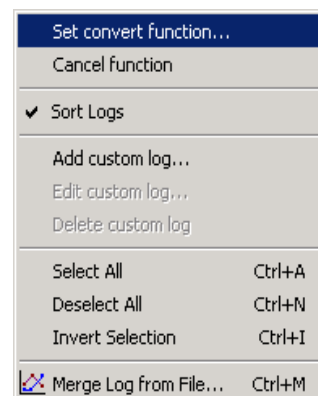 Set convert function...
Cancel function
Sort Logs
Add custom log...
Edit custom log...
Delete custom log
Select All Ctrl+A
Deselect All Ctrl+N
Invert Selection Ctrl+I
Merge Log from File... Ctrl+M